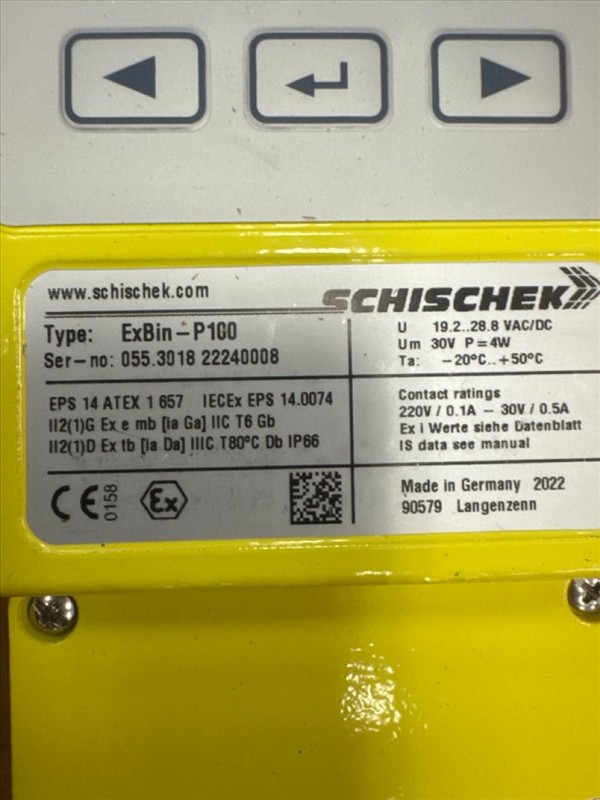 www.schischek.com
SCHISCHEK
Type: ExBin-P100
Ser-no: 055.3018 22240008
U 19.2..28.8 VAC/DC
Um 30V P=4W
Ta: -20°C..+50°C
EPS 14 ATEX 1 657 IECEx EPS 14.0074
II2(1)G Ex e mb [ia Ga] IIC T6 Gb
II2(1)D Ex tb [ia Da] IIIC T80°C Db IP66
Contact ratings
220V / 0.1A - 30V / 0.5A
Ex i Werte siehe Datenblatt
IS data see manual
CE 0158 Ex
Made in Germany 2022
90579 Langenzenn